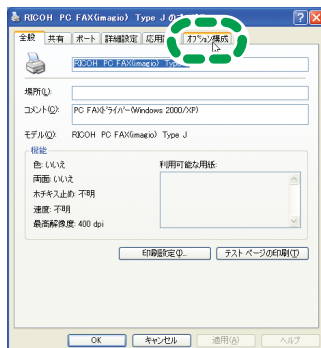 RICOH PC FAX(imagio) Type Jの
全般 共有 ポート 詳細設定 応用 ｵﾌﾟｼｮﾝ構成
RICOH PC FAX(imagio) Type
場所(L):
コメント(C): PC FAXﾄﾞﾗｲﾊﾞｰ(Windows 2000/XP)
モデル(O): RICOH PC FAX(imagio) Type J
機能
色: いいえ 利用可能な用紙:
両面: いいえ
ホチキス止め: 不明
速度: 不明
最高解像度: 400 dpi
印刷設定(I)... テスト ページの印刷(T)
OK キャンセル 適用(A) ヘルプ